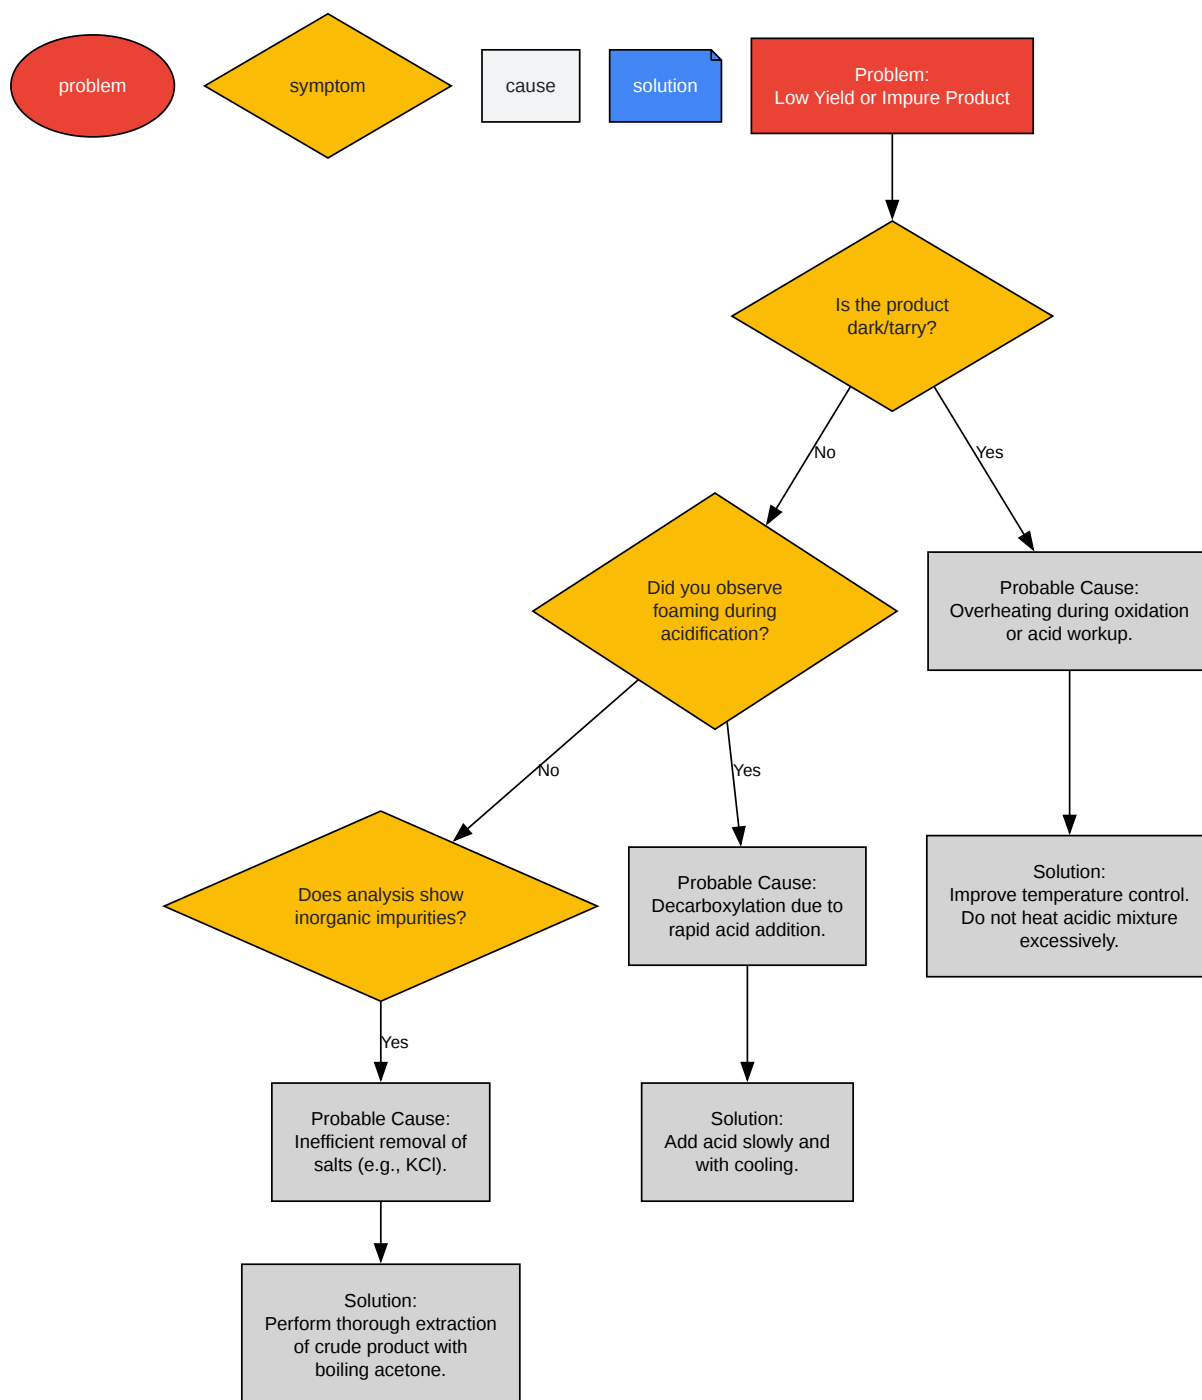 problem
symptom
cause
solution
Problem:
Low Yield or Impure Product
Is the product
dark/tarry?
No
Yes
Did you observe
foaming during
acidification?
Probable Cause:
Overheating during oxidation
or acid workup.
No
Yes
Does analysis show
inorganic impurities?
Probable Cause:
Decarboxylation due to
rapid acid addition.
Solution:
Improve temperature control.
Do not heat acidic mixture
excessively.
Yes
Probable Cause:
Inefficient removal of
salts (e.g., KCl).
Solution:
Add acid slowly and
with cooling.
Solution:
Perform thorough extraction
of crude product with
boiling acetone.